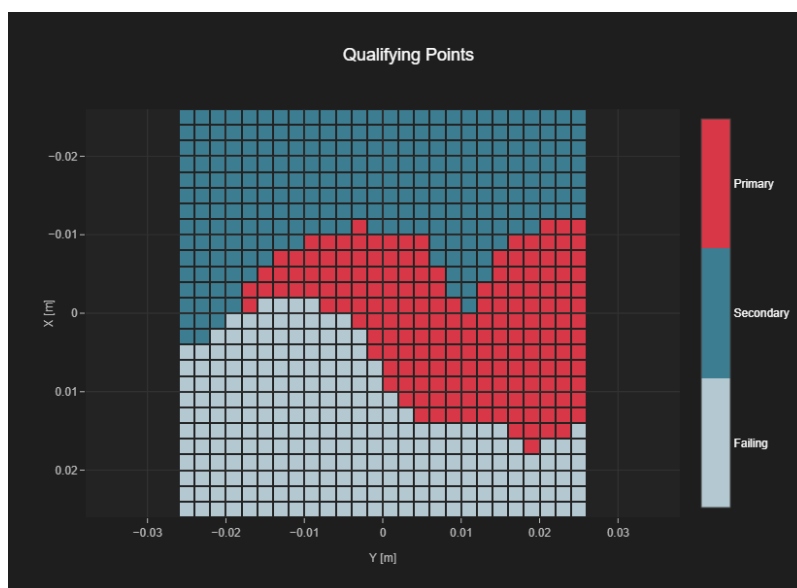 Qualifying Points
−0.02
−0.01
0
0.01
0.02
X [m]
−0.03
−0.02
−0.01
0
0.01
0.02
0.03
Y [m]
Primary
Secondary
Failing